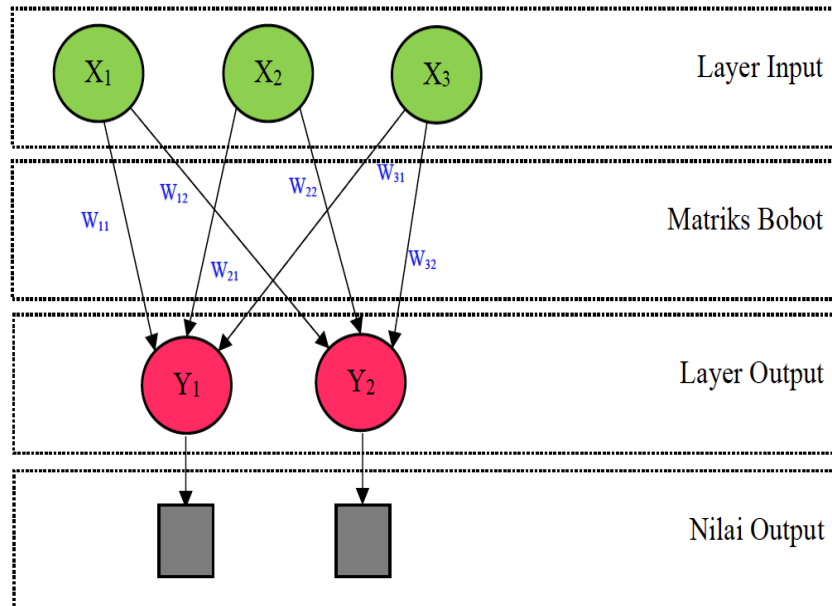 X₁ X₂ X₃ Layer Input
W₁₁ W₁₂ W₂₁ W₂₂ W₃₁ W₃₂ Matriks Bobot
Y₁ Y₂ Layer Output
Nilai Output